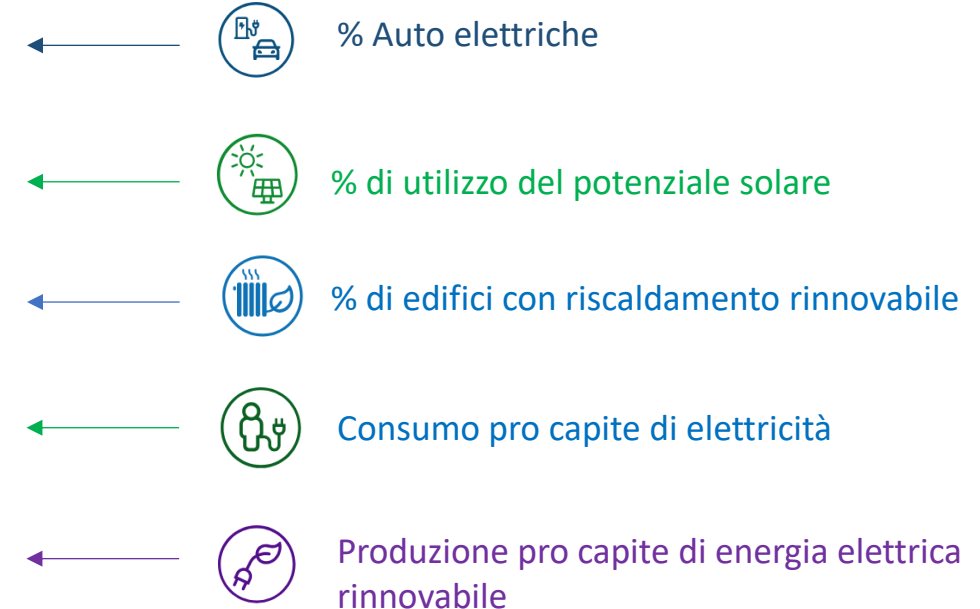 % Auto elettriche
% di utilizzo del potenziale solare
% di edifici con riscaldamento rinnovabile
Consumo pro capite di elettricità
Produzione pro capite di energia elettrica
rinnovabile